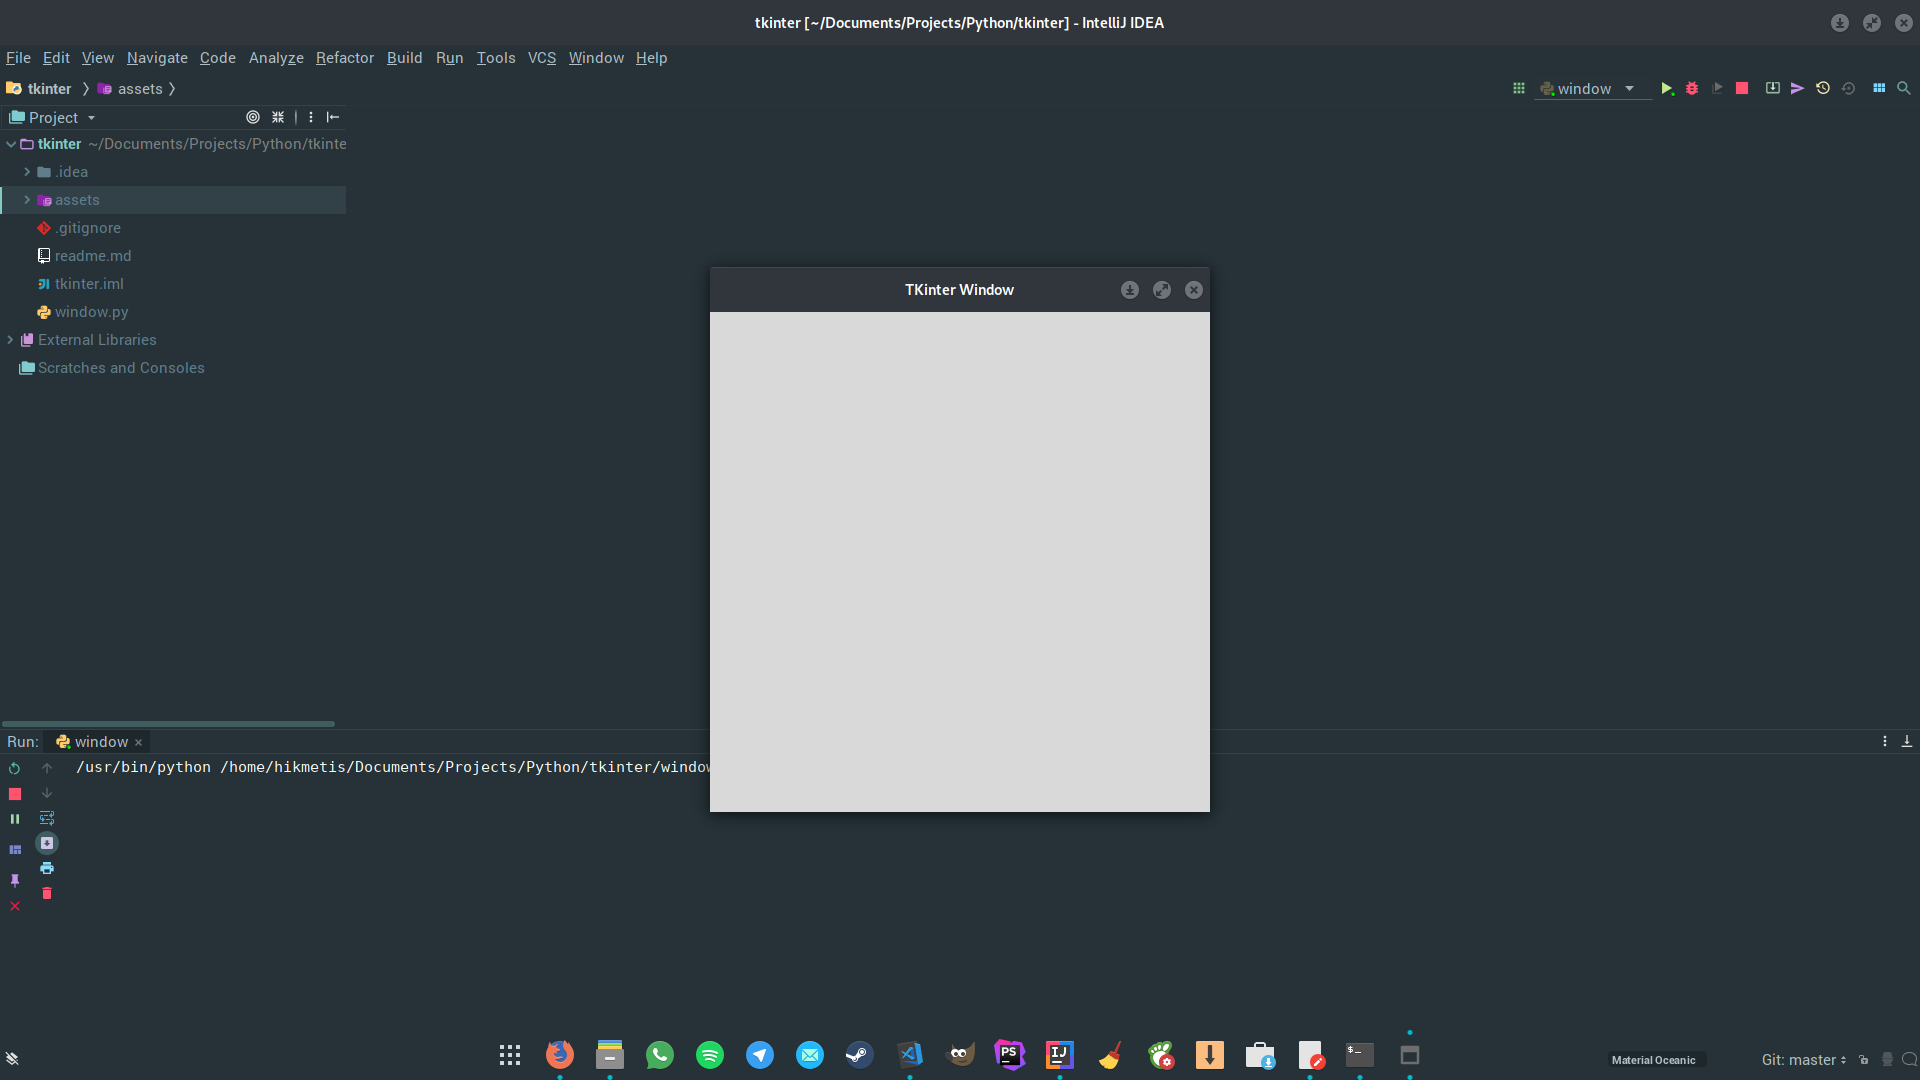 tkinter [~/Documents/Projects/Python/tkinter] - IntelliJ IDEA
File Edit View Navigate Code Analyze Refactor Build Run Tools VCS Window Help
tkinter assets
window
Project
tkinter ~/Documents/Projects/Python/tkinte
.idea
assets
.gitignore
readme.md
tkinter.iml
window.py
External Libraries
Scratches and Consoles
TKinter Window
Run: window
/usr/bin/python /home/hikmetis/Documents/Projects/Python/tkinter/window
PS
IJ
$_
Material Oceanic
Git: master